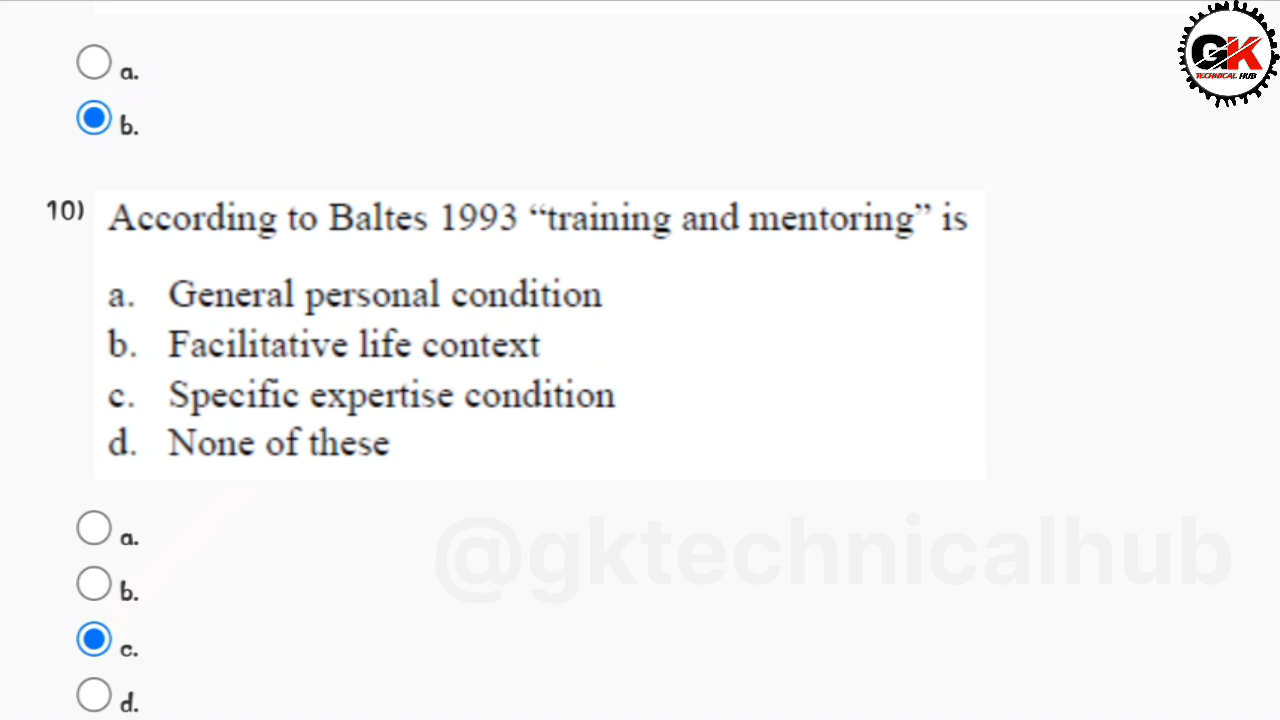 GK
TECHNICAL HUB
a.
b.
10) According to Baltes 1993 “training and mentoring” is
a. General personal condition
b. Facilitative life context
c. Specific expertise condition
d. None of these
@gktechnicalhub
a.
b.
c.
d.